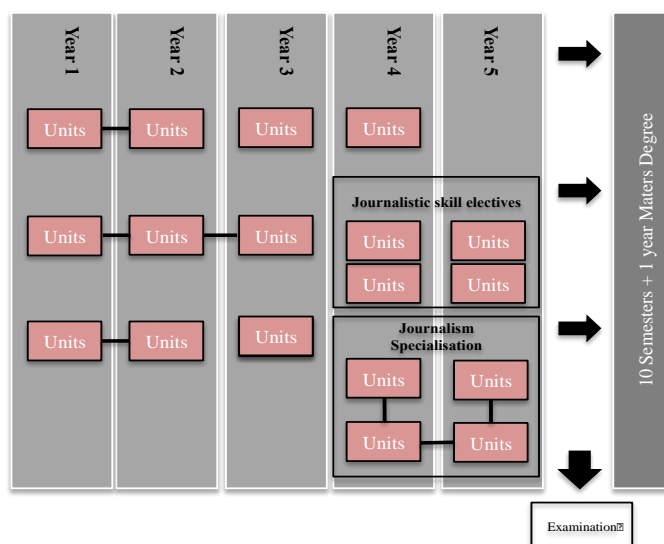 Year 1
Year 2
Year 3
Year 4
Year 5
Units
Units
Units
Units
Journalistic skill electives
Units
Units
Units
Units
Units
Units
Units
Journalism
Specialisation
Units
Units
Units
Units
Units
Units
Units
10 Semesters + 1 year Maters Degree
Examination⍰